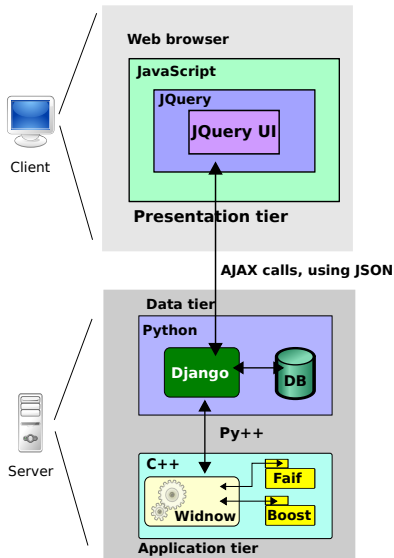 Web browser
JavaScript
JQuery
JQuery UI
Client
Presentation tier
AJAX calls, using JSON
Data tier
Python
Django
DB
Py++
Server
C++
Faif
Widnow
Boost
Application tier